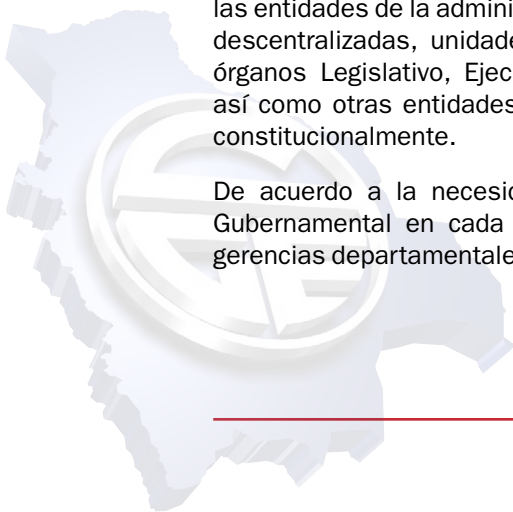 las entidades de la admini
descentralizadas, unidade
órganos Legislativo, Ejec
así como otras entidades
constitucionalmente.
De acuerdo a la necesid
Gubernamental en cada
gerencias departamentale